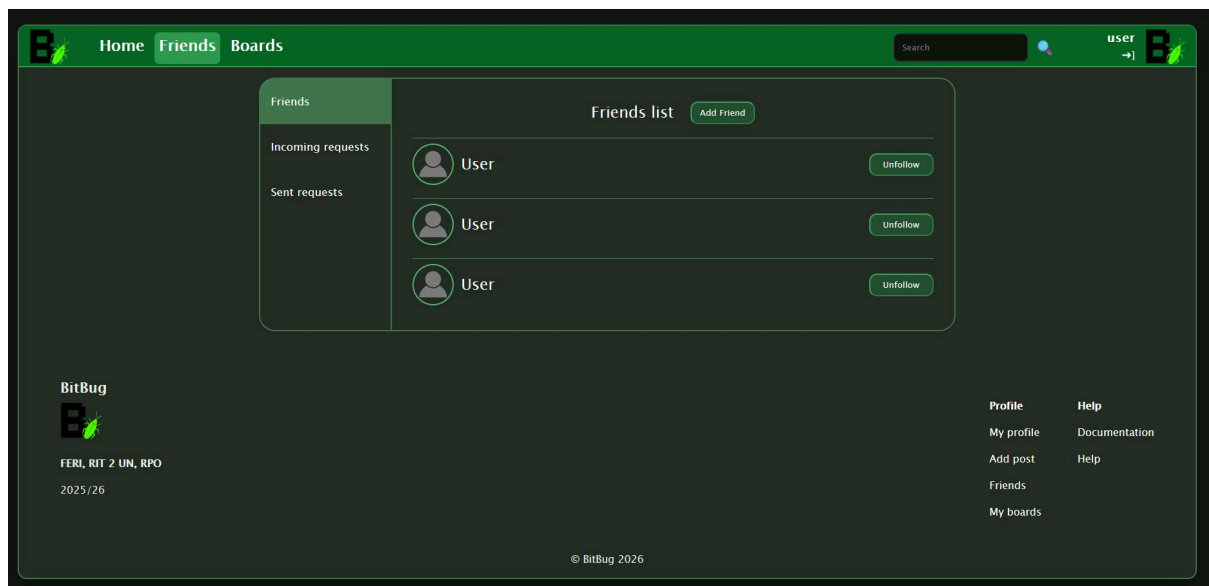 Home Friends Boards
Search
user
Friends
Incoming requests
Sent requests
Friends list Add Friend
User Unfollow
User Unfollow
User Unfollow
BitBug
FERI, RIT 2 UN, RPO
2025/26
Profile
My profile
Add post
Friends
My boards
Help
Documentation
Help
© BitBug 2026